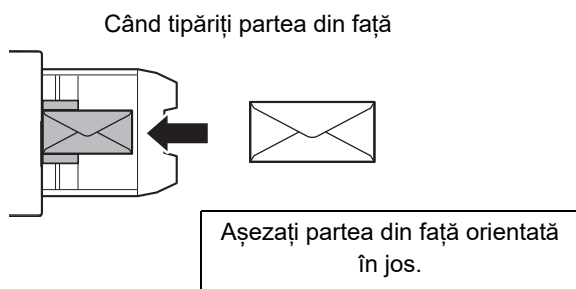 Când tipăriți partea din față
Așezați partea din față orientată
în jos.